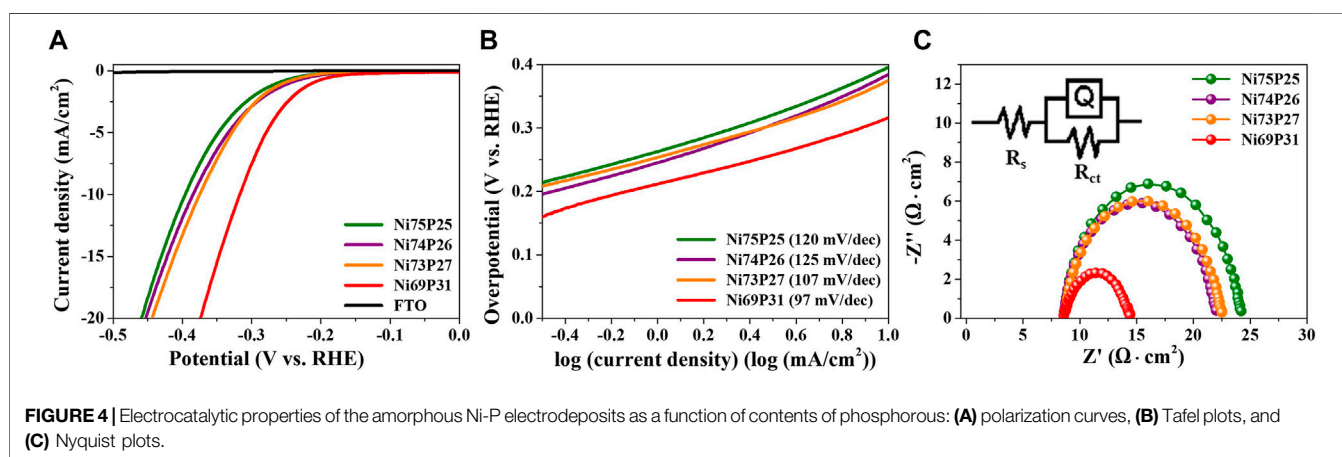 A
Current density (mA/cm²)
0
-5
-10
-15
-20
Ni75P25
Ni74P26
Ni73P27
Ni69P31
FTO
-0.5 -0.4 -0.3 -0.2 -0.1 0.0
Potential (V vs. RHE)
B
Overpotential (V vs. RHE)
0.4
0.3
0.2
0.1
0.0
Ni75P25 (120 mV/dec)
Ni74P26 (125 mV/dec)
Ni73P27 (107 mV/dec)
Ni69P31 (97 mV/dec)
-0.4 -0.2 0.0 0.2 0.4 0.6 0.8 1.0
log (current density) (log (mA/cm²))
C
-Z'' (Ω · cm²)
12
10
8
6
4
2
0
Q
Rs
Rct
Ni75P25
Ni74P26
Ni73P27
Ni69P31
0 5 10 15 20 25 30
Z' (Ω · cm²)
FIGURE 4 | Electrocatalytic properties of the amorphous Ni-P electrodeposits as a function of contents of phosphorous: (A) polarization curves, (B) Tafel plots, and
(C) Nyquist plots.